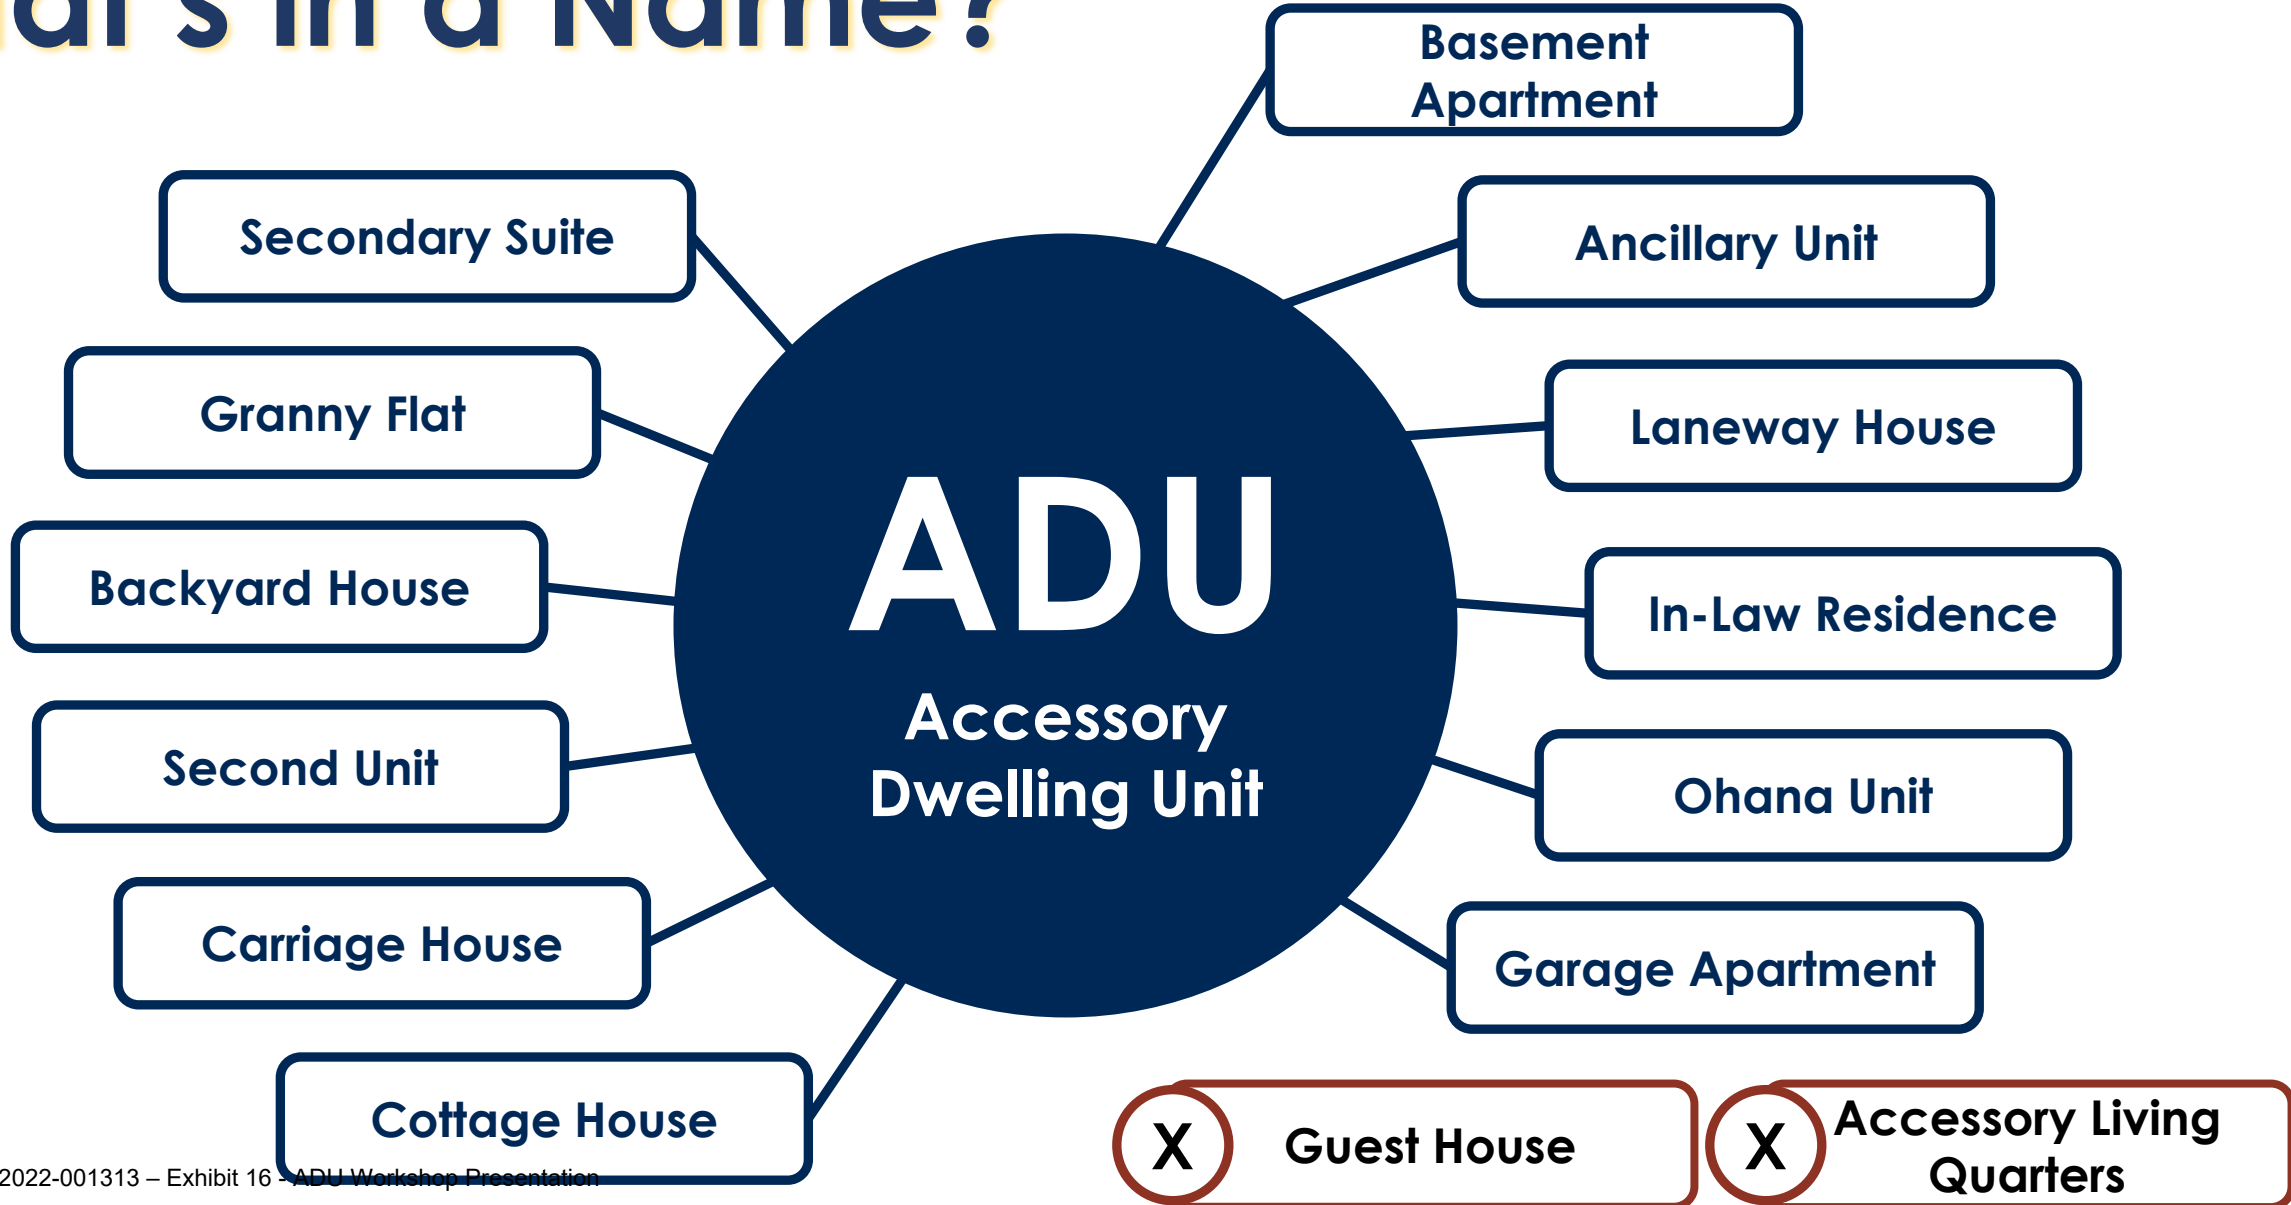 in a Name?
Basement
Apartment
Secondary Suite
Ancillary Unit
Granny Flat
Laneway House
ADU
Accessory
Dwelling Unit
Backyard House
In-Law Residence
Second Unit
Ohana Unit
Carriage House
Garage Apartment
Cottage House
X
Guest House
X
Accessory Living
Quarters
2022-001313 – Exhibit 16 - ADU Workshop Presentation